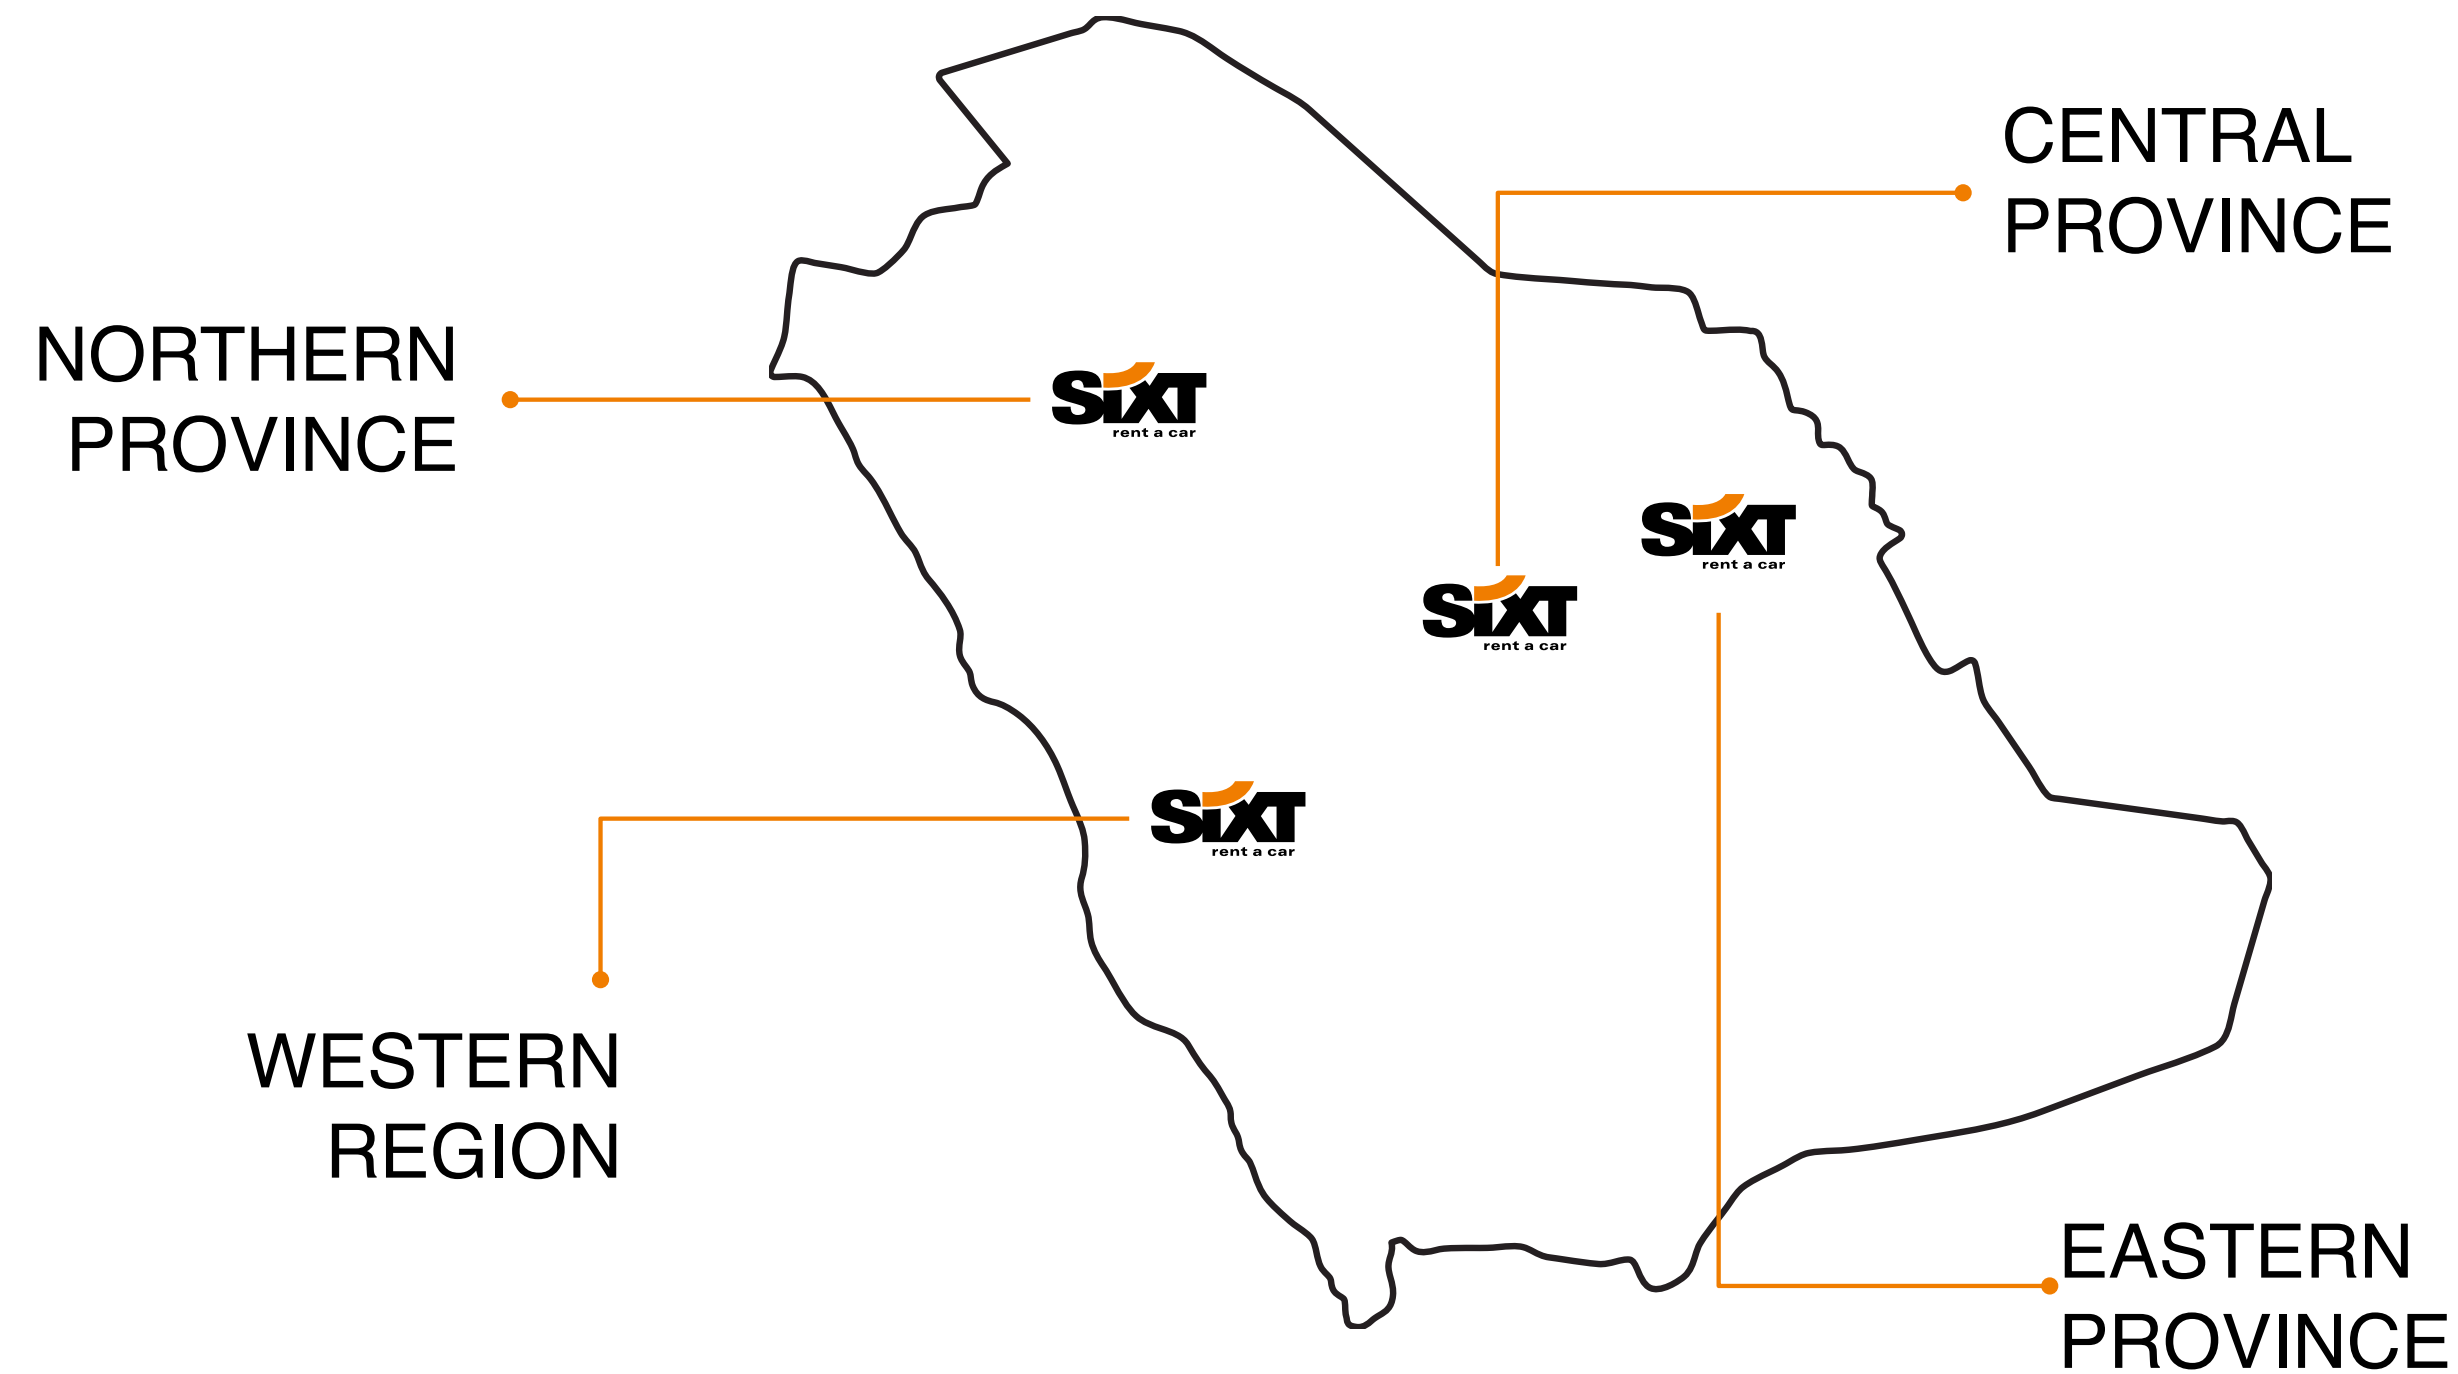 CENTRAL
PROVINCE
NORTHERN
PROVINCE
SiXT
rent a car
SiXT
rent a car
SiXT
rent a car
SiXT
rent a car
WESTERN
REGION
EASTERN
PROVINCE